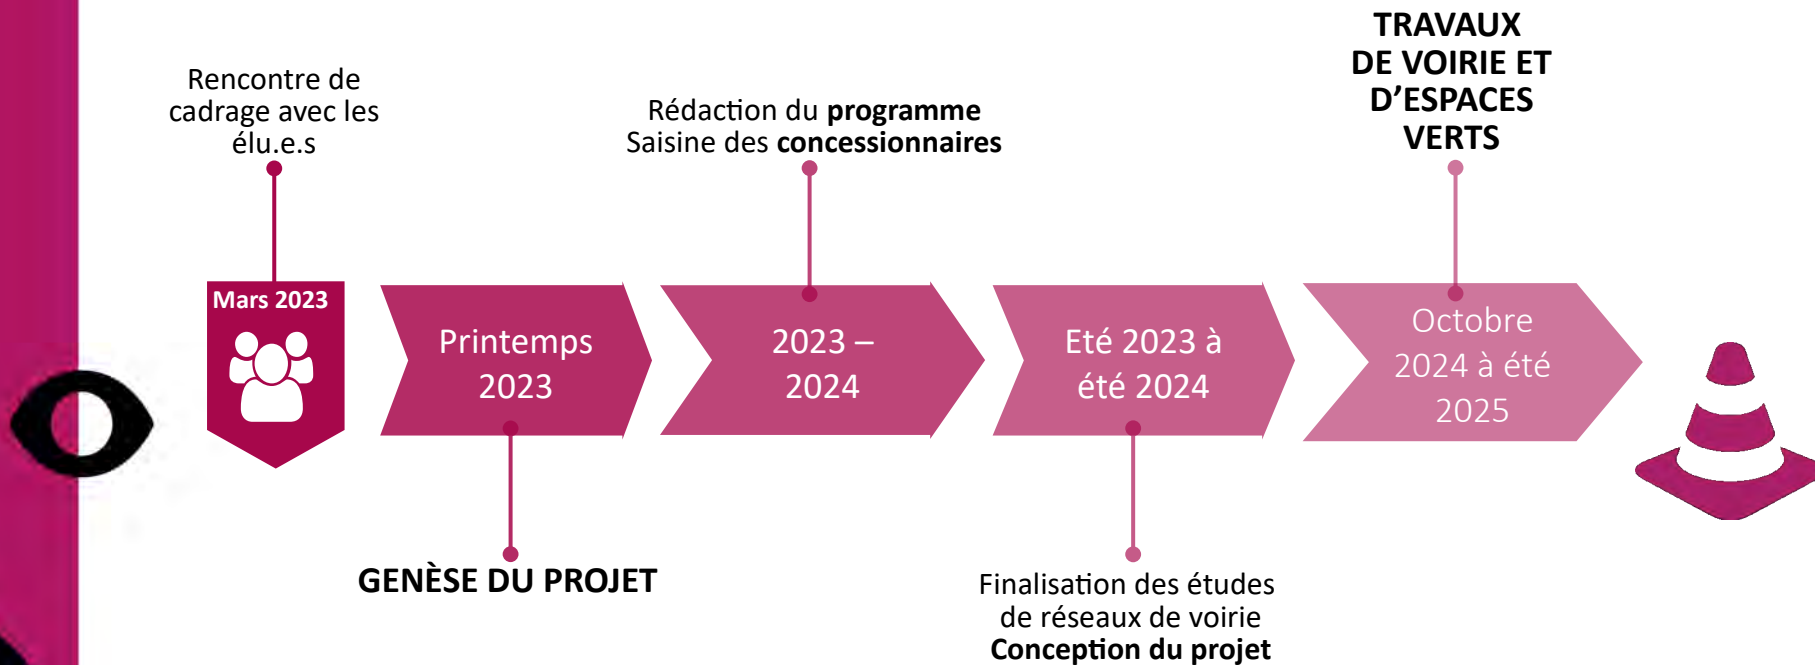 Rencontre de
cadrage avec les
élu.e.s
Mars 2023
Printemps
2023
GENÈSE DU PROJET
Rédaction du programme
Saisine des concessionnaires
2023 –
2024
Eté 2023 à
été 2024
Finalisation des études
de réseaux de voirie
Conception du projet
TRAVAUX
DE VOIRIE ET
D’ESPACES
VERTS
Octobre
2024 à été
2025